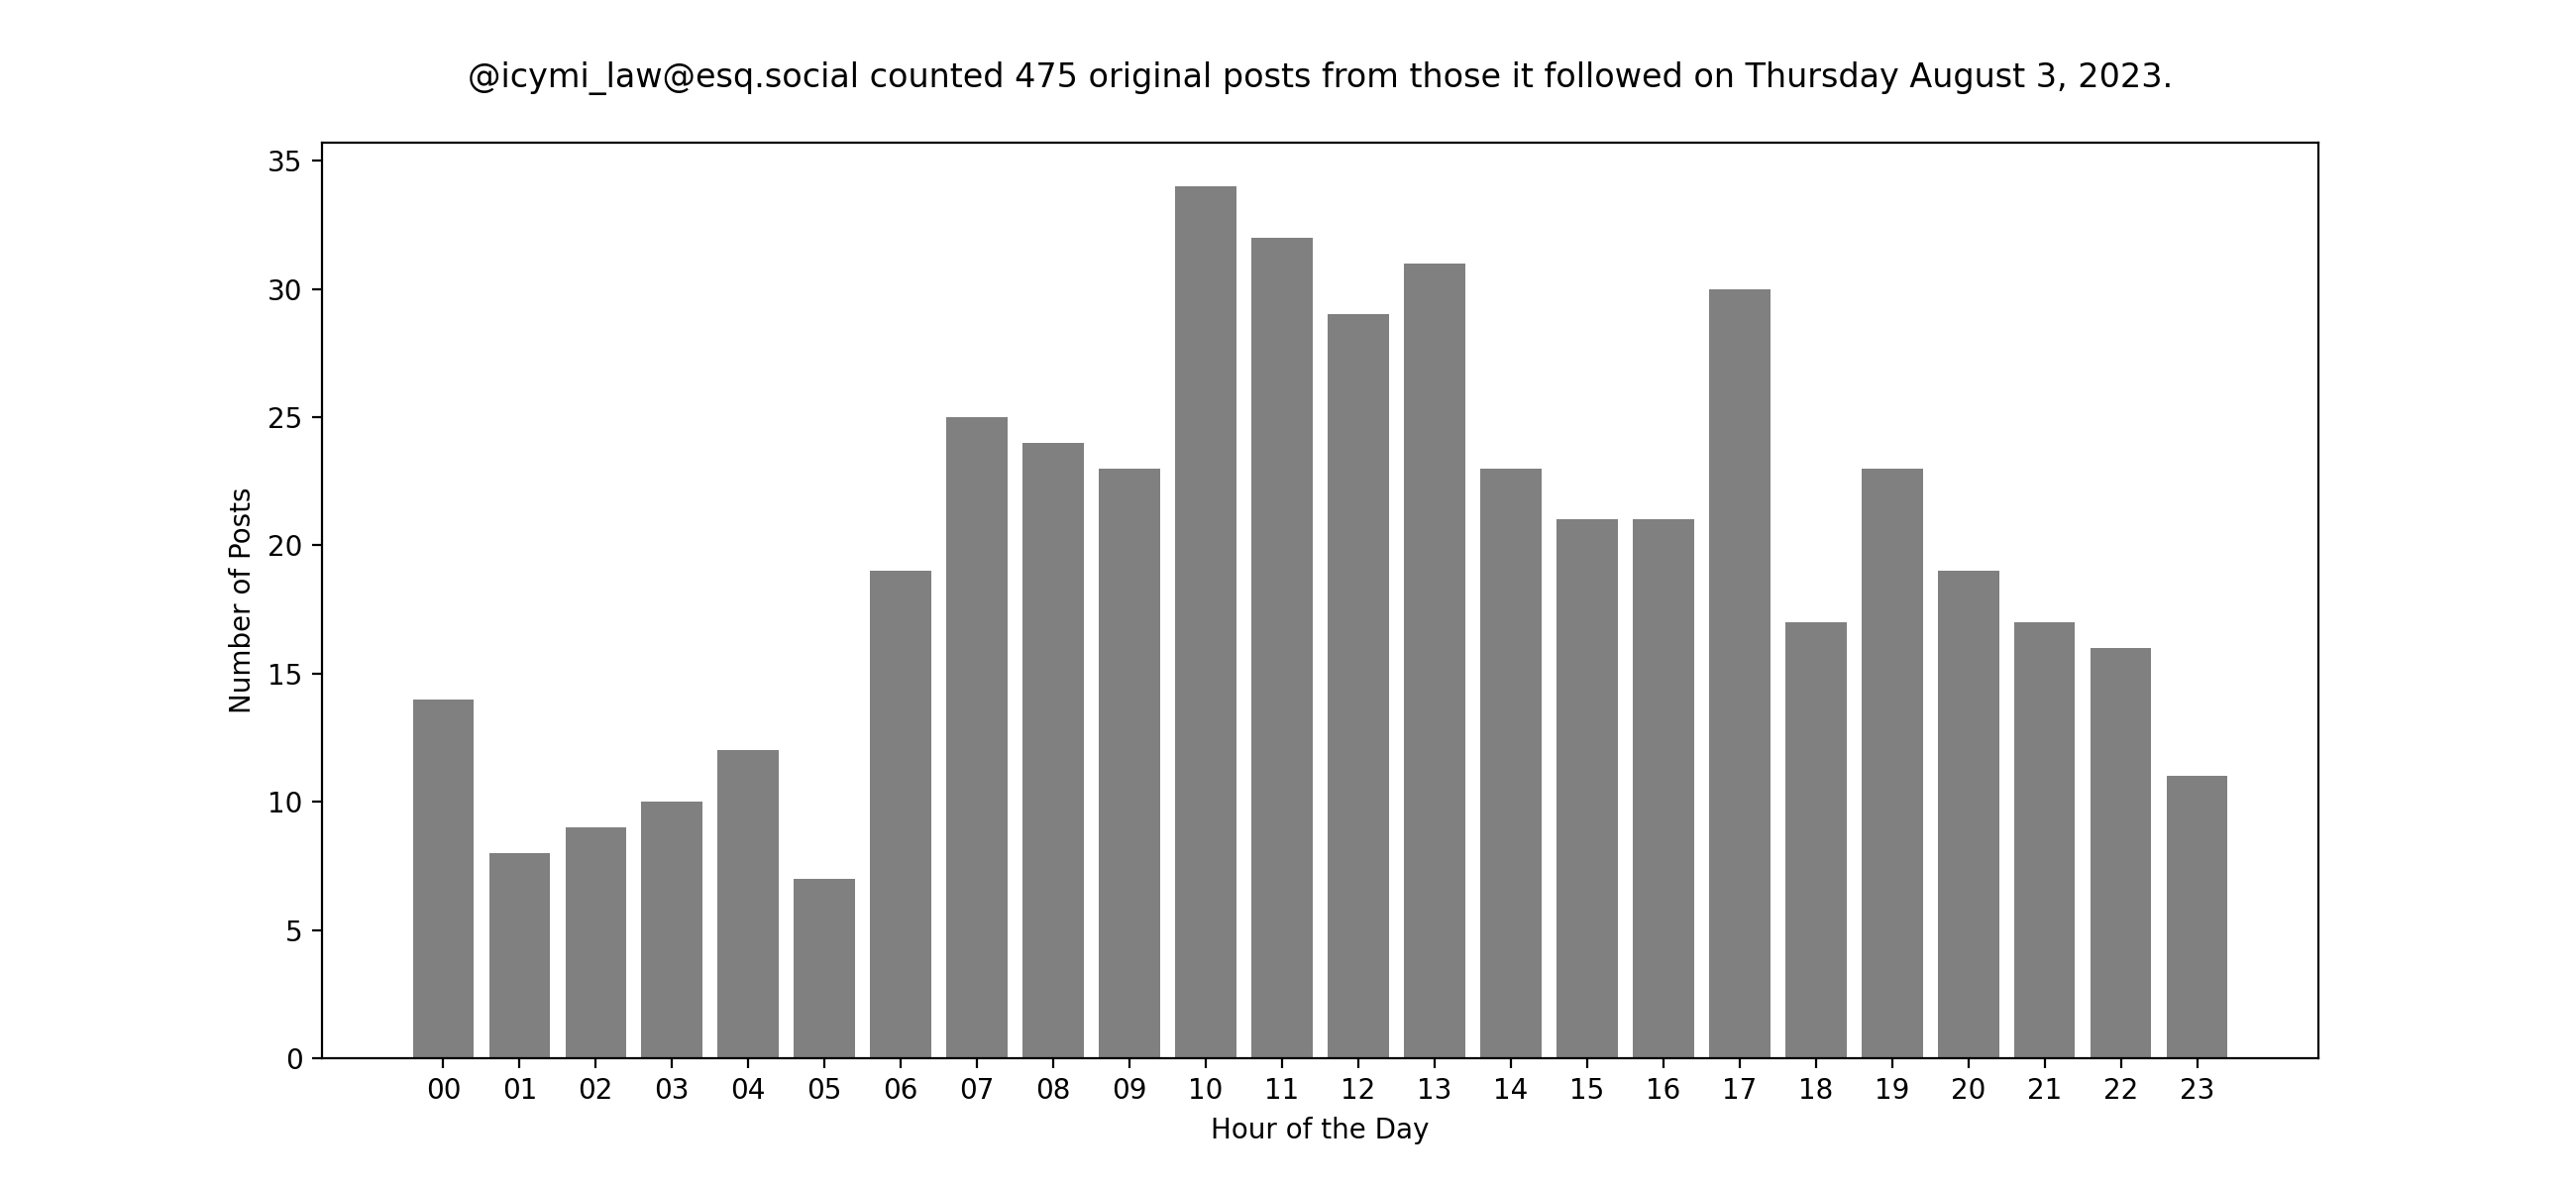 @icymi_law@esq.social counted 475 original posts from those it followed on Thursday August 3, 2023.
35
30
25
20
15
10
5
0
Number of Posts
00 01 02 03 04 05 06 07 08 09 10 11 12 13 14 15 16 17 18 19 20 21 22 23
Hour of the Day